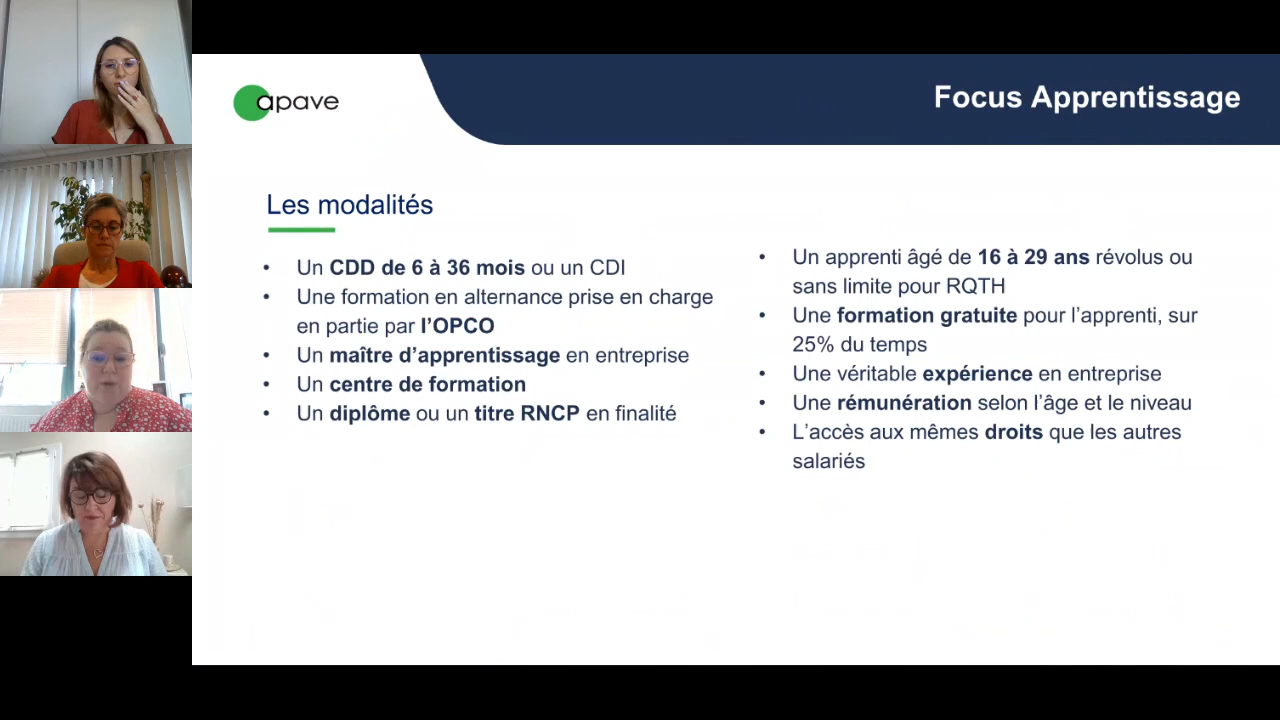 apave
Focus Apprentissage
Les modalités
• Un CDD de 6 à 36 mois ou un CDI
• Une formation en alternance prise en charge
en partie par l’OPCO
• Un maître d’apprentissage en entreprise
• Un centre de formation
• Un diplôme ou un titre RNCP en finalité
• Un apprenti âgé de 16 à 29 ans révolus ou
sans limite pour RQTH
• Une formation gratuite pour l’apprenti, sur
25% du temps
• Une véritable expérience en entreprise
• Une rémunération selon l’âge et le niveau
• L’accès aux mêmes droits que les autres
salariés